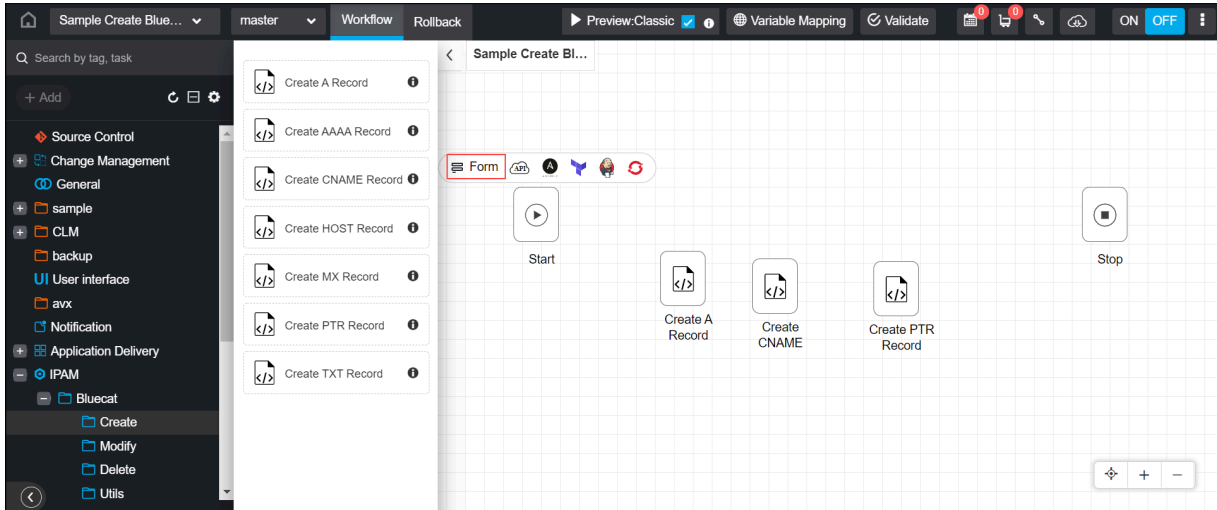 Sample Create Blue...
master
Workflow
Rollback
Preview:Classic
Variable Mapping
Validate
0
0
ON
OFF
Search by tag, task
+ Add
Source Control
Change Management
General
sample
CLM
backup
UI User interface
avx
Notification
Application Delivery
IPAM
Bluecat
Create
Modify
Delete
Utils
Create A Record
Create AAAA Record
Create CNAME Record
Create HOST Record
Create MX Record
Create PTR Record
Create TXT Record
Sample Create Bl...
Form
API
A
Start
Create A
Record
Create
CNAME
Create PTR
Record
Stop